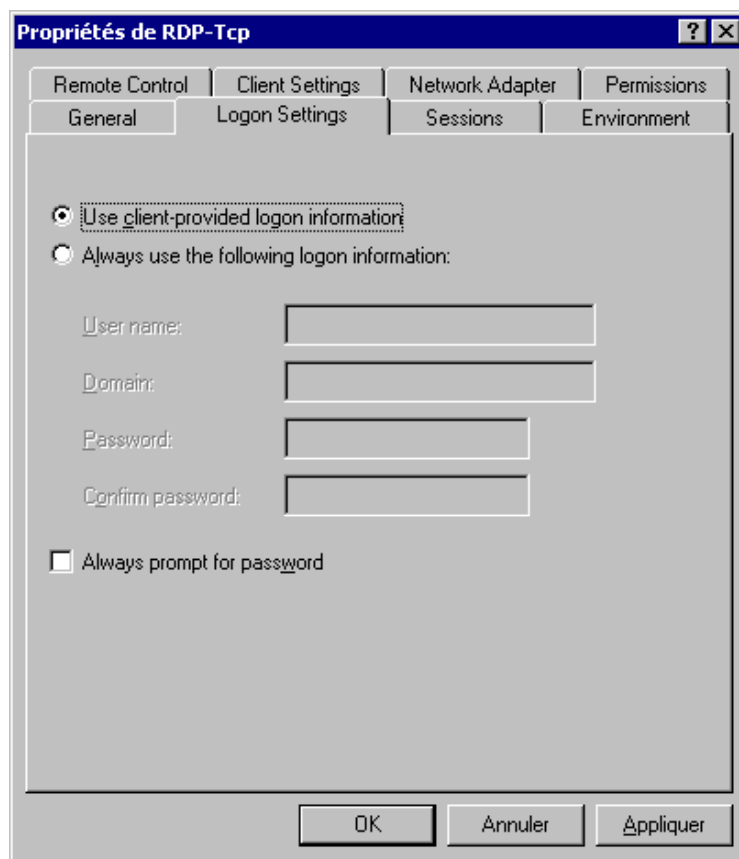 Propriétés de RDP-Tcp
Remote Control Client Settings Network Adapter Permissions
General Logon Settings Sessions Environment
Use client-provided logon information
Always use the following logon information:
User name:
Domain:
Password:
Confirm password:
Always prompt for password
OK Annuler Appliquer